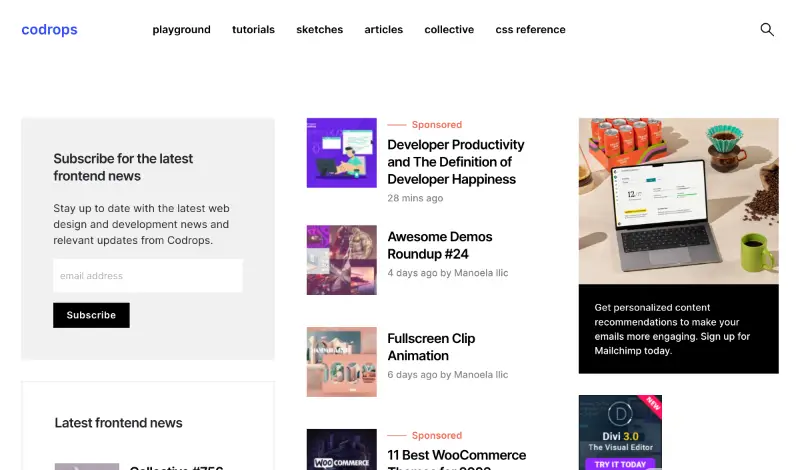 codrops
playground
tutorials
sketches
articles
collective
css reference
Subscribe for the latest
frontend news
Stay up to date with the latest web
design and development news and
relevant updates from Codrops.
email address
Subscribe
Latest frontend news
Collective #756
Sponsored
Developer Productivity
and The Definition of
Developer Happiness
28 mins ago
Awesome Demos
Roundup #24
4 days ago by Manoela Ilic
Fullscreen Clip
Animation
6 days ago by Manoela Ilic
WOO COMMERCE
Sponsored
11 Best WooCommerce
Themes for 2023
Get personalized content
recommendations to make your
emails more engaging. Sign up for
Mailchimp today.
NEW
D
Divi 3.0
The Visual Editor
TRY IT TODAY